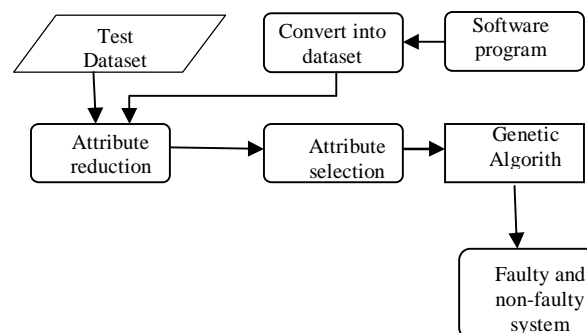 Test
Dataset
Convert into
dataset
Software
program
Attribute
reduction
Attribute
selection
Genetic
Algorith
Faulty and
non-faulty
system